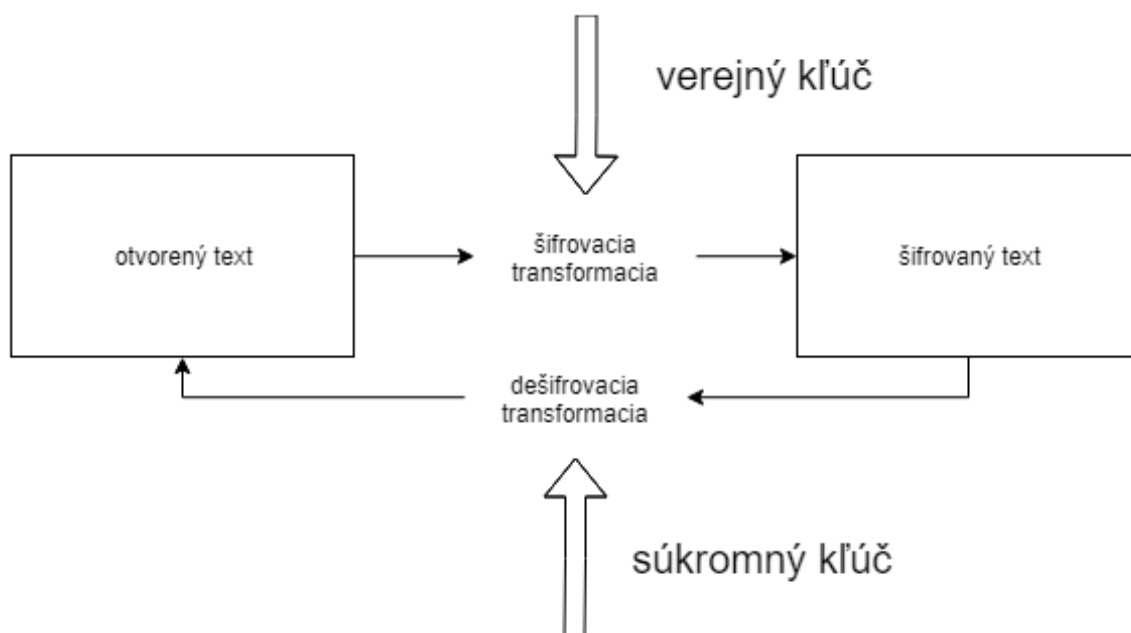 verejný kľúč
otvorený text
šifrovacia
transformacia
šifrovaný text
dešifrovacia
transformacia
súkromný kľúč